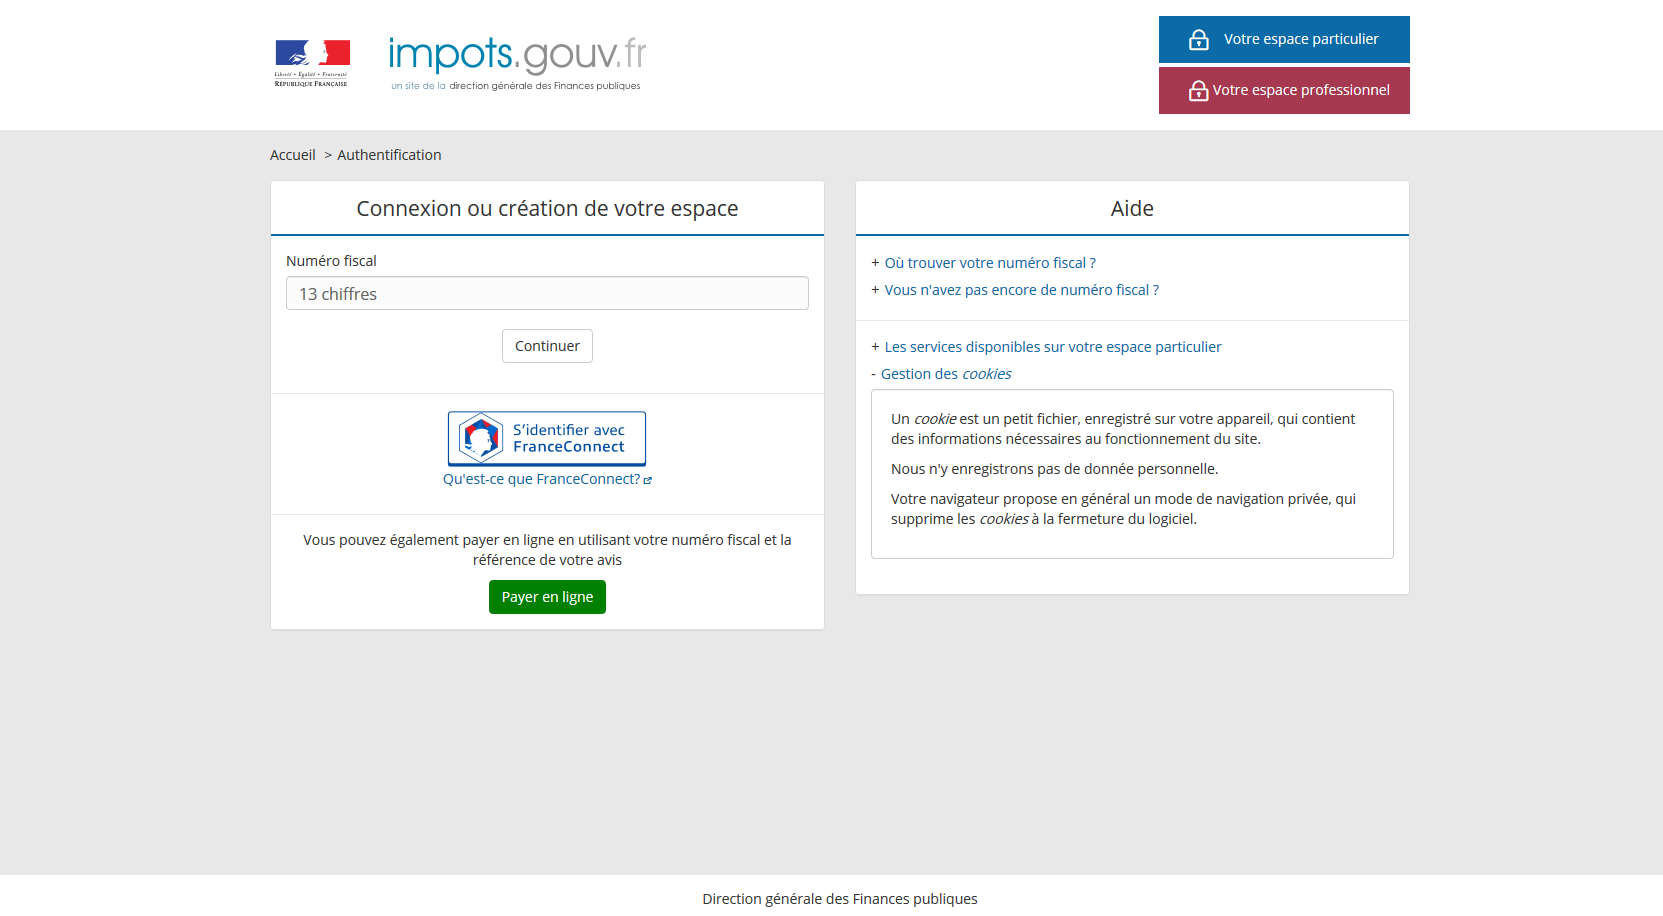 Liberté • Égalité • Fraternité
RÉPUBLIQUE FRANÇAISE
impots.gouv.fr
un site de la direction générale des Finances publiques
Votre espace particulier
Votre espace professionnel
Accueil > Authentification
Connexion ou création de votre espace
Numéro fiscal
13 chiffres
Continuer
S'identifier avec
FranceConnect
Qu'est-ce que FranceConnect?
Vous pouvez également payer en ligne en utilisant votre numéro fiscal et la
référence de votre avis
Payer en ligne
Aide
+ Où trouver votre numéro fiscal ?
+ Vous n'avez pas encore de numéro fiscal ?
+ Les services disponibles sur votre espace particulier
- Gestion des cookies
Un cookie est un petit fichier, enregistré sur votre appareil, qui contient
des informations nécessaires au fonctionnement du site.
Nous n'y enregistrons pas de donnée personnelle.
Votre navigateur propose en général un mode de navigation privée, qui
supprime les cookies à la fermeture du logiciel.
Direction générale des Finances publiques